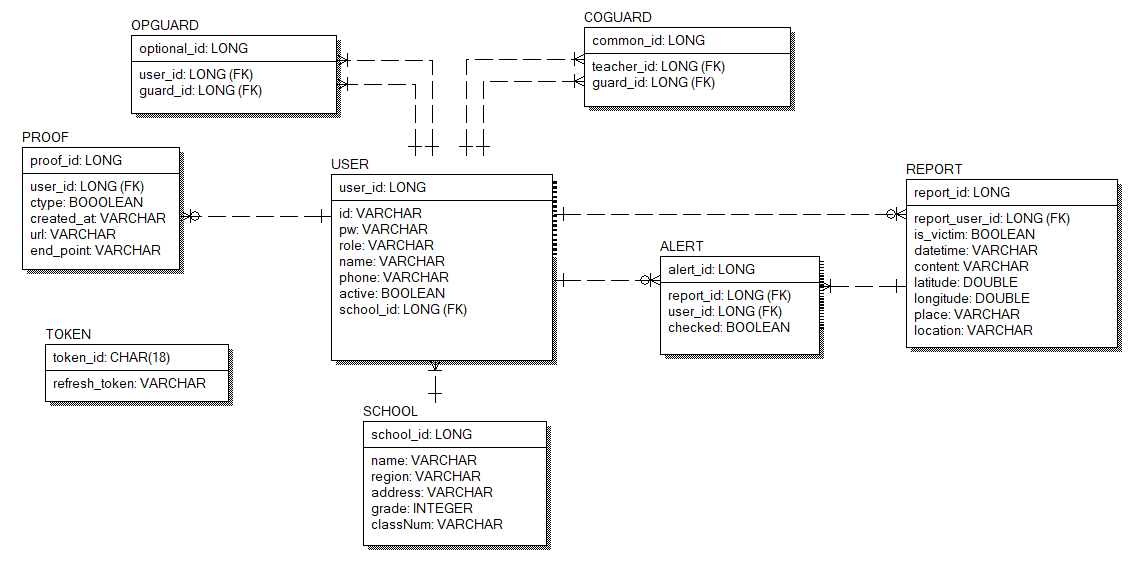 OPGUARD
optional_id: LONG
user_id: LONG (FK)
guard_id: LONG (FK)
COGUARD
common_id: LONG
teacher_id: LONG (FK)
guard_id: LONG (FK)
PROOF
proof_id: LONG
user_id: LONG (FK)
ctype: BOOOLEAN
created_at: VARCHAR
url: VARCHAR
end_point: VARCHAR
USER
user_id: LONG
id: VARCHAR
pw: VARCHAR
role: VARCHAR
name: VARCHAR
phone: VARCHAR
active: BOOLEAN
school_id: LONG (FK)
REPORT
report_id: LONG
report_user_id: LONG (FK)
is_victim: BOOLEAN
datetime: VARCHAR
content: VARCHAR
latitude: DOUBLE
longitude: DOUBLE
place: VARCHAR
location: VARCHAR
ALERT
alert_id: LONG
report_id: LONG (FK)
user_id: LONG (FK)
checked: BOOLEAN
TOKEN
token_id: CHAR(18)
refresh_token: VARCHAR
SCHOOL
school_id: LONG
name: VARCHAR
region: VARCHAR
address: VARCHAR
grade: INTEGER
classNum: VARCHAR